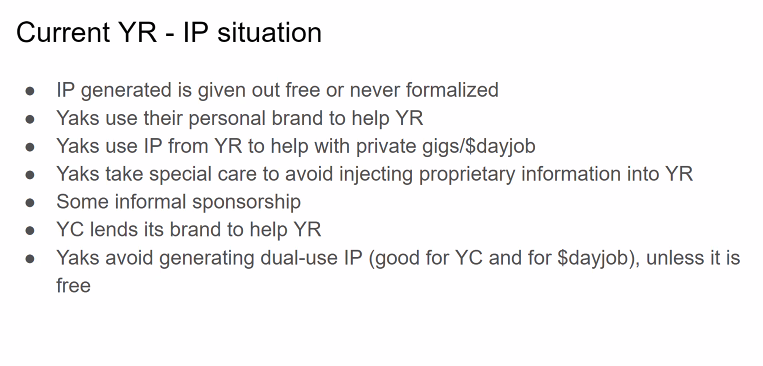 Current YR - IP situation
● IP generated is given out free or never formalized
● Yaks use their personal brand to help YR
● Yaks use IP from YR to help with private gigs/$dayjob
● Yaks take special care to avoid injecting proprietary information into YR
● Some informal sponsorship
● YC lends its brand to help YR
● Yaks avoid generating dual-use IP (good for YC and for $dayjob), unless it is
free